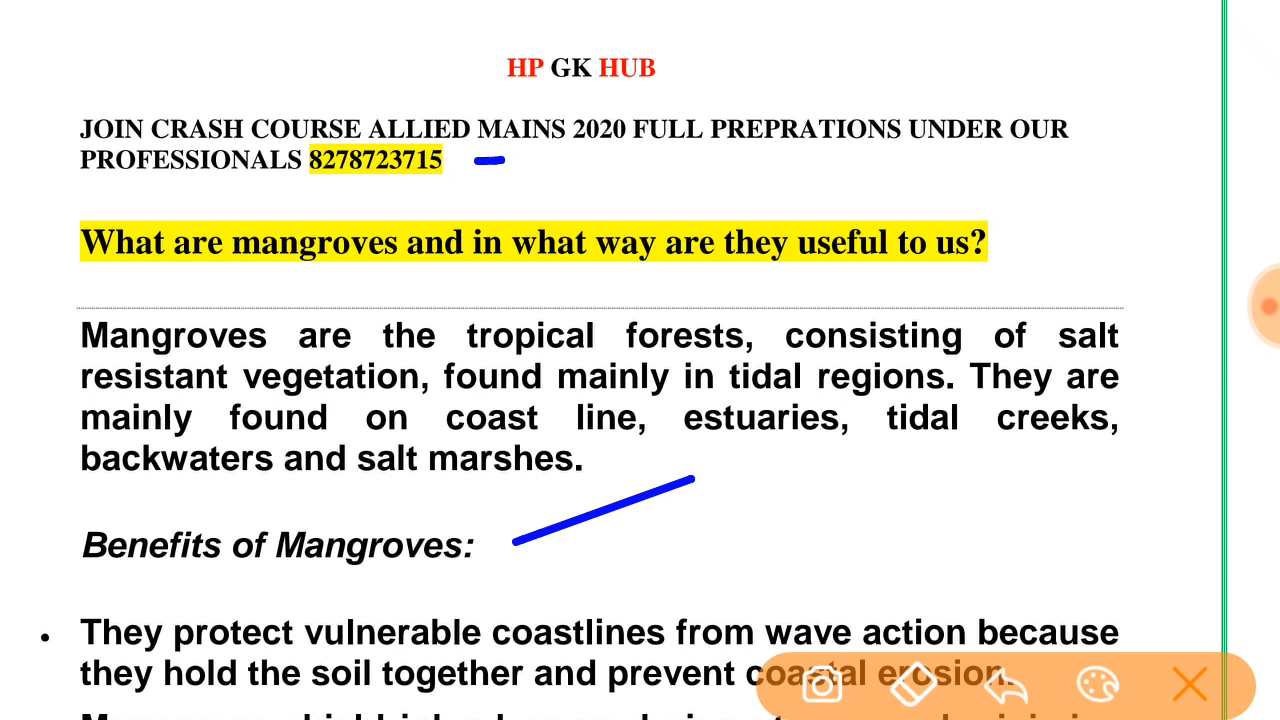 HP GK HUB
JOIN CRASH COURSE ALLIED MAINS 2020 FULL PREPRATIONS UNDER OUR
PROFESSIONALS 8278723715
What are mangroves and in what way are they useful to us?
Mangroves are the tropical forests, consisting of salt
resistant vegetation, found mainly in tidal regions. They are
mainly found on coast line, estuaries, tidal creeks,
backwaters and salt marshes.
Benefits of Mangroves:
• They protect vulnerable coastlines from wave action because
they hold the soil together and prevent coastal erosion.